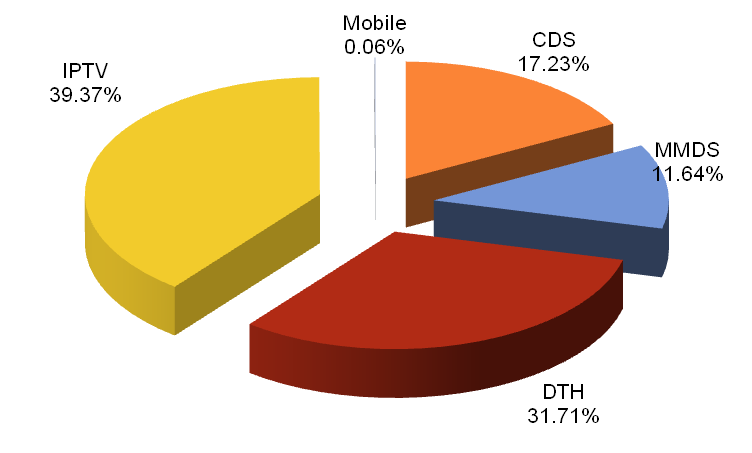 Mobile
0.06%
CDS
17.23%
IPTV
39.37%
MMDS
11.64%
DTH
31.71%